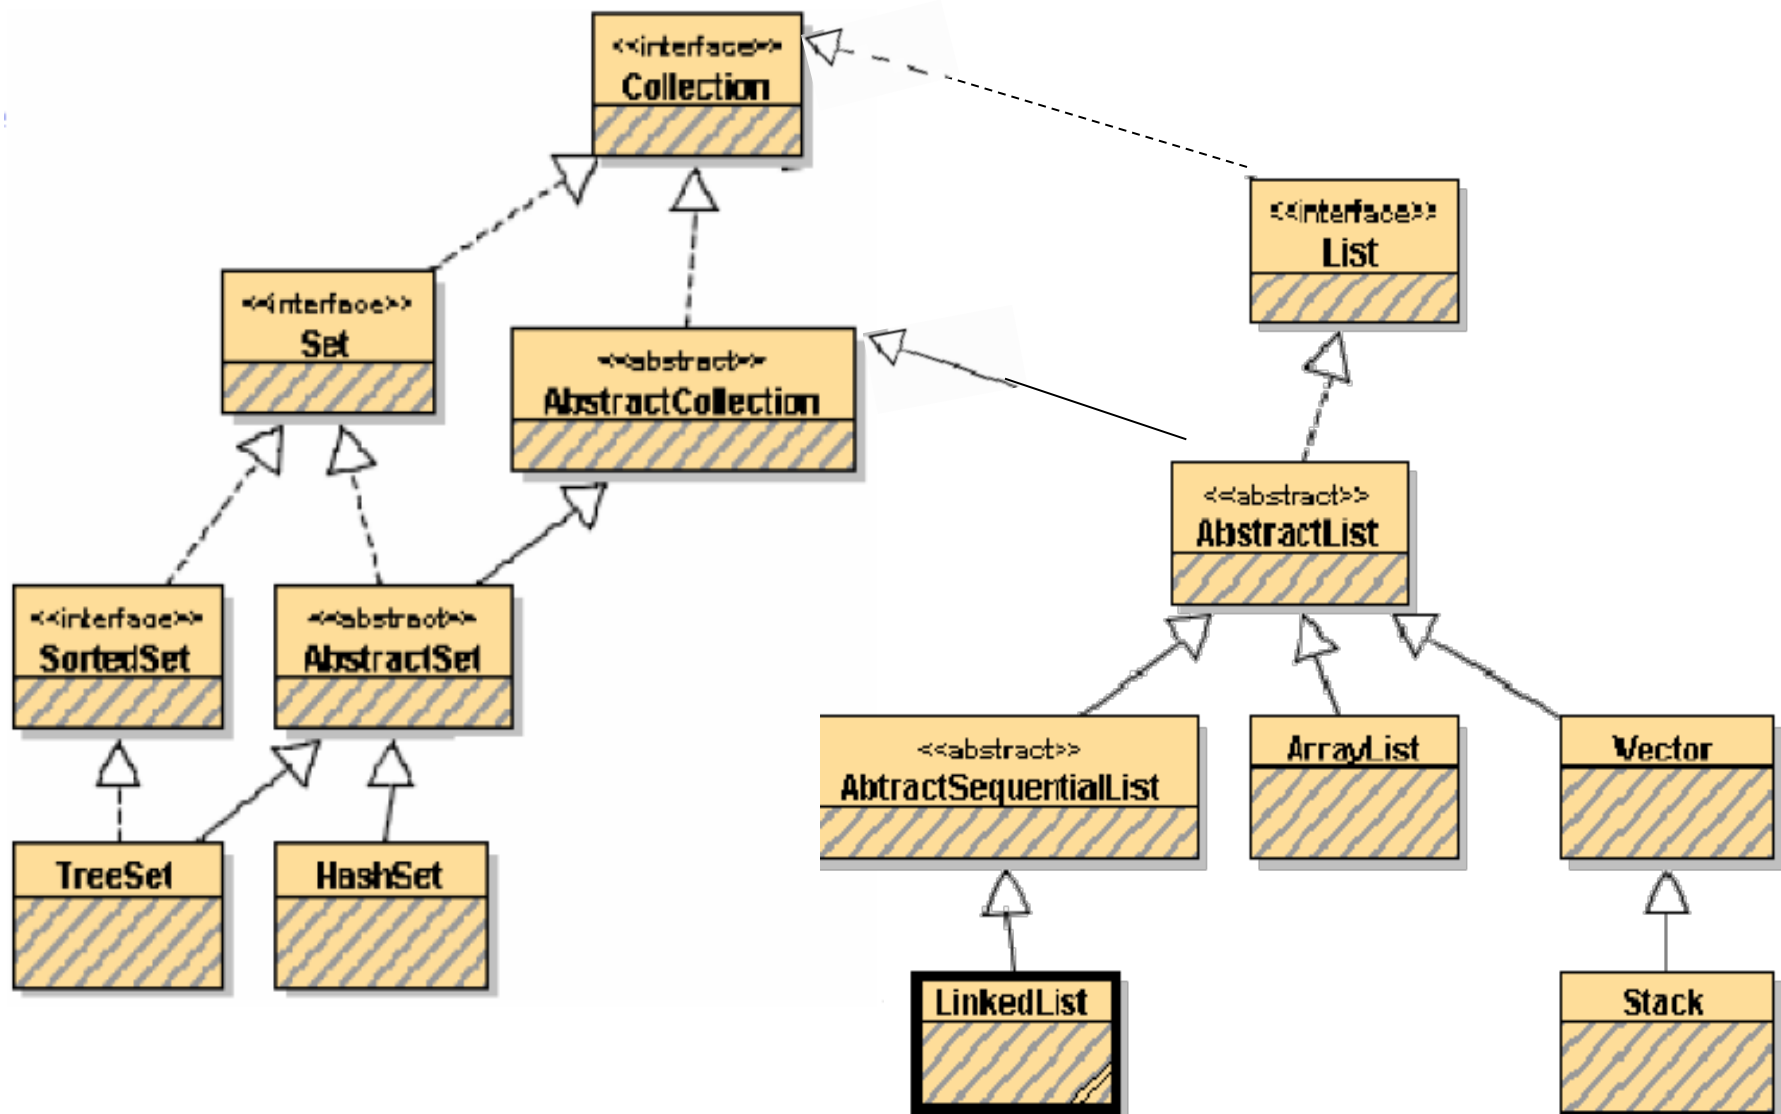 <<interface>>
Collection
<<interface>>
List
<<interface>>
Set
<<abstract>>
AbstractCollection
<<abstract>>
AbstractList
<<interface>>
SortedSet
<<abstract>>
AbstractSet
<<abstract>>
AbtractSequentialList
ArrayList
Vector
TreeSet
HashSet
LinkedList
Stack